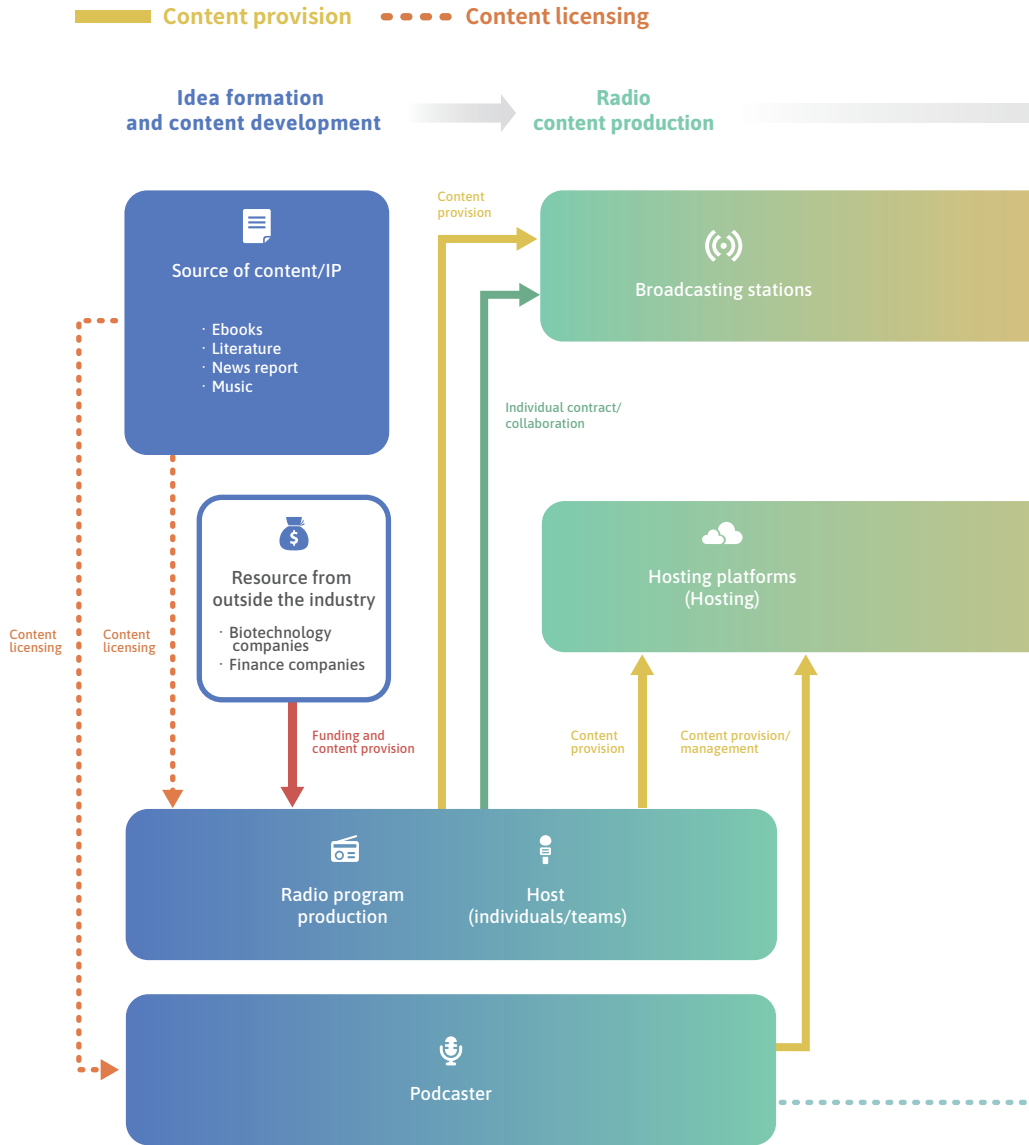 Content provision
Content licensing
Idea formation
and content development
Radio
content production
Source of content/IP
· Ebooks
· Literature
· News report
· Music
Content
provision
Broadcasting stations
Individual contract/
collaboration
Resource from
outside the industry
· Biotechnology
companies
· Finance companies
Hosting platforms
(Hosting)
Content
licensing
Content
licensing
Funding and
content provision
Content
provision
Content provision/
management
Radio program
production
Host
(individuals/teams)
Podcaster